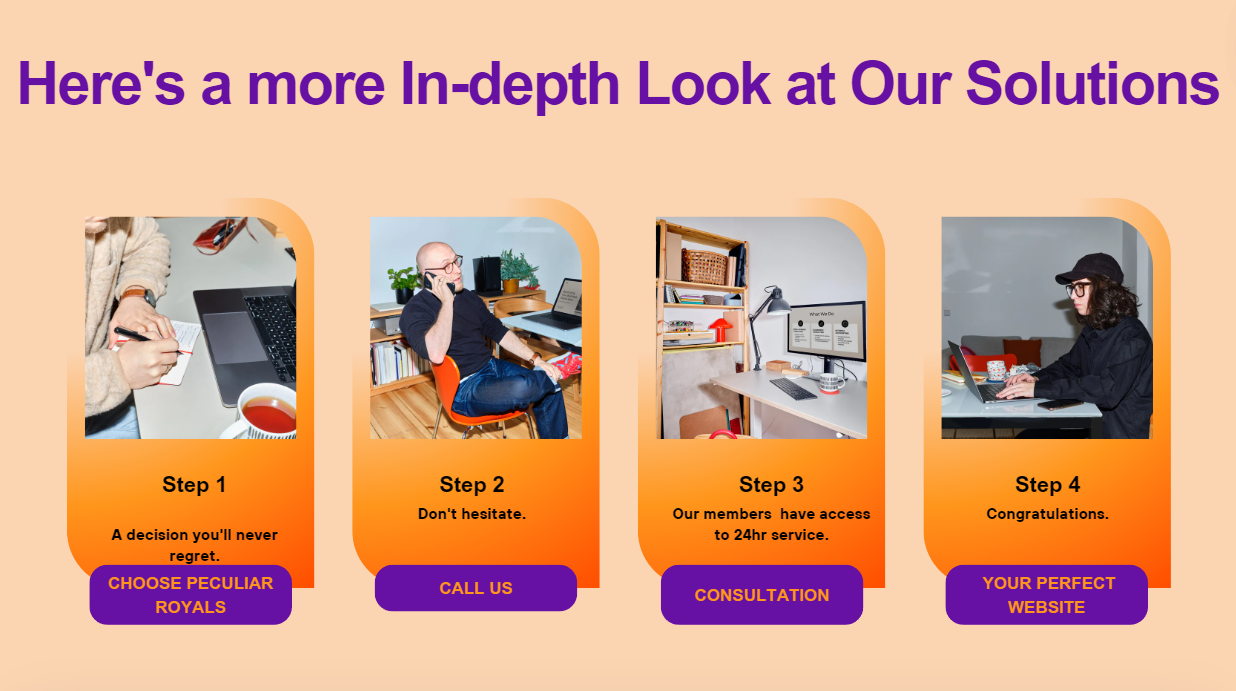 Here's a more In-depth Look at Our Solutions
What We Do
Step 1
A decision you'll never
regret.
CHOOSE PECULIAR
ROYALS
Step 2
Don't hesitate.
CALL US
Step 3
Our members  have access
to 24hr service.
CONSULTATION
Step 4
Congratulations.
YOUR PERFECT
WEBSITE